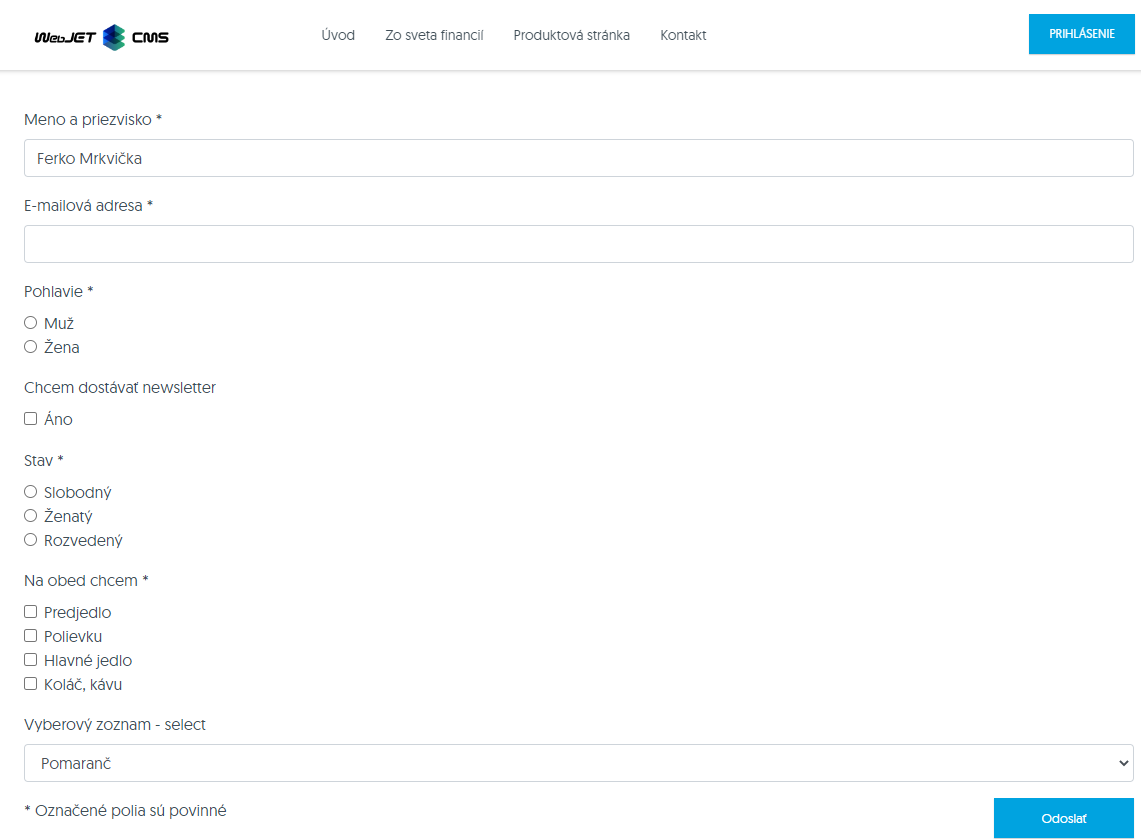 WebJET CMS
Úvod Zo sveta financií Produktová stránka Kontakt
PRIHLÁSENIE
Meno a priezvisko *
Ferko Mrkvička
E-mailová adresa *
Pohlavie *
Muž
Žena
Chcem dostávať newsletter
Áno
Stav *
Slobodný
Ženatý
Rozvedený
Na obed chcem *
Predjedlo
Polievku
Hlavné jedlo
Koláč, kávu
Vyberový zoznam - select
Pomaranč
* Označené polia sú povinné
Odoslať